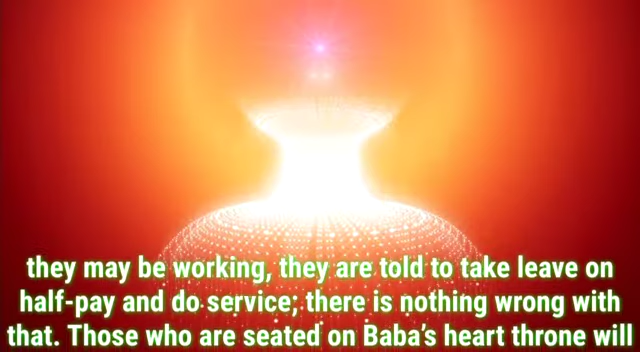 they may be working, they are told to take leave on
half-pay and do service; there is nothing wrong with
that. Those who are seated on Baba's heart throne will